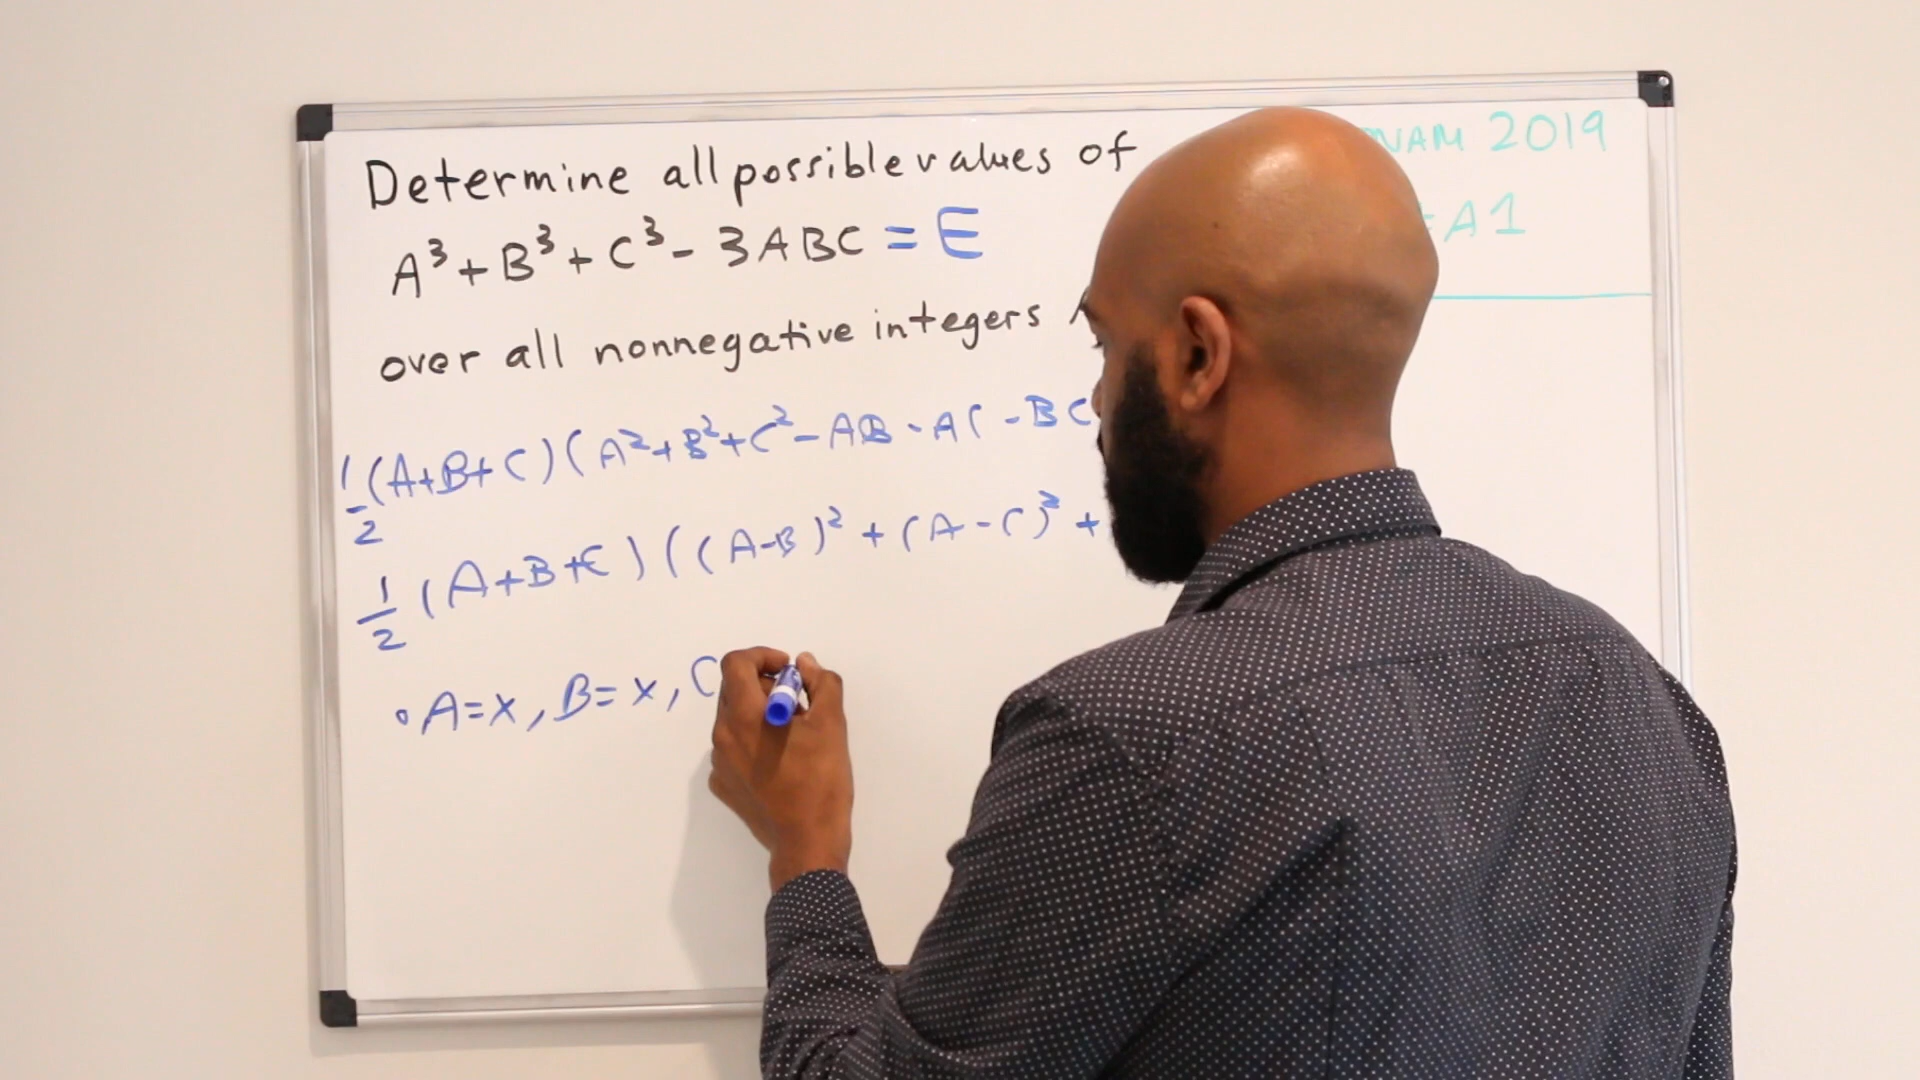 Determine all possible values of
NAM 2019
A³ + B³ + C³ - 3ABC = E
A1
over all nonnegative integers
1/2 (A+B+C)(A²+B²+C²-AB-AC-BC
1/2 (A+B+C)((A-B)²+(A-C)²+
• A=x, B=x, C